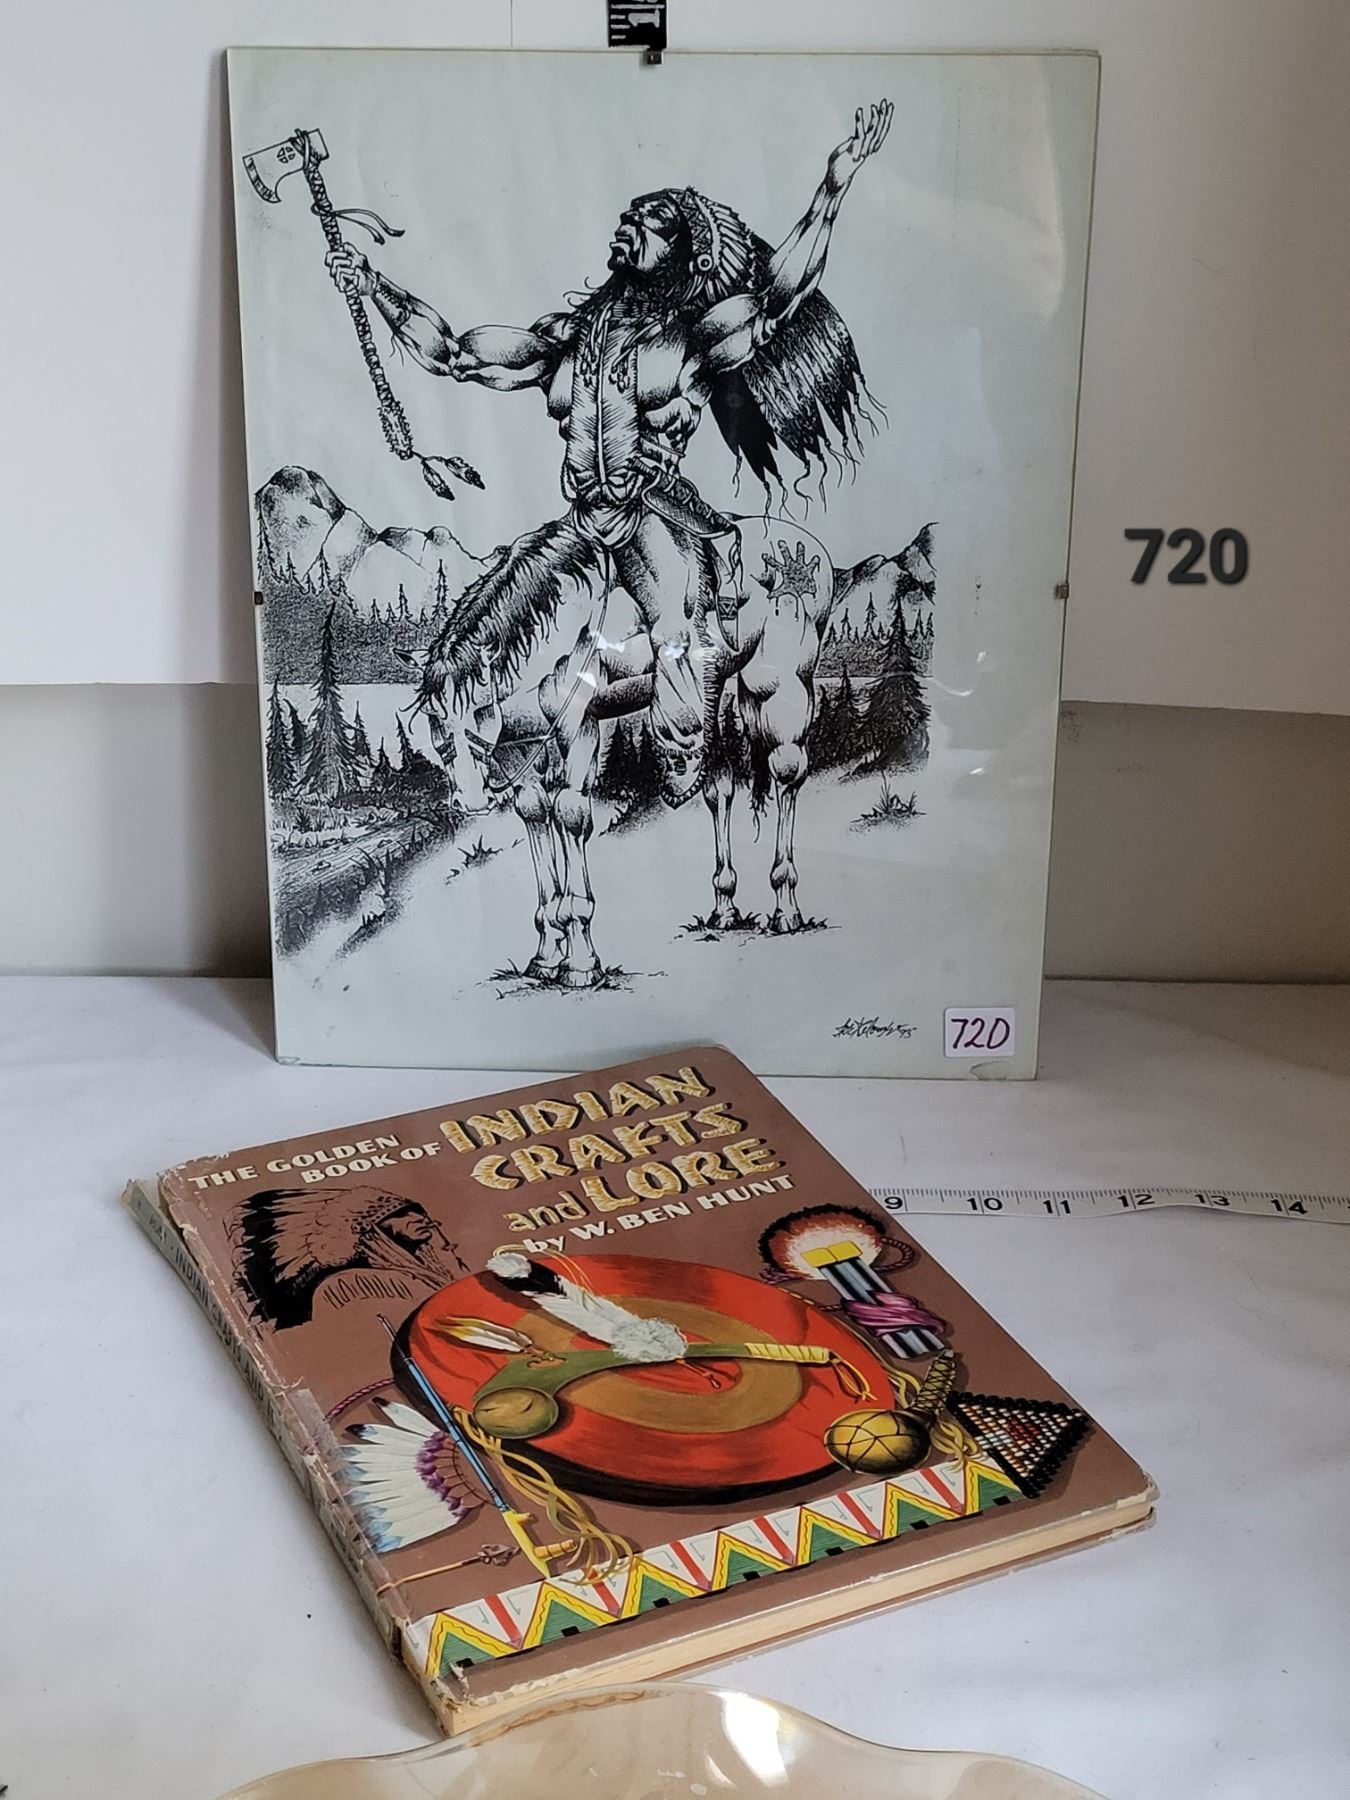 720
720
THE GOLDEN
BOOK OF INDIAN
CRAFTS
and LORE
by W. BEN HUNT
9 10 11 12 13 14